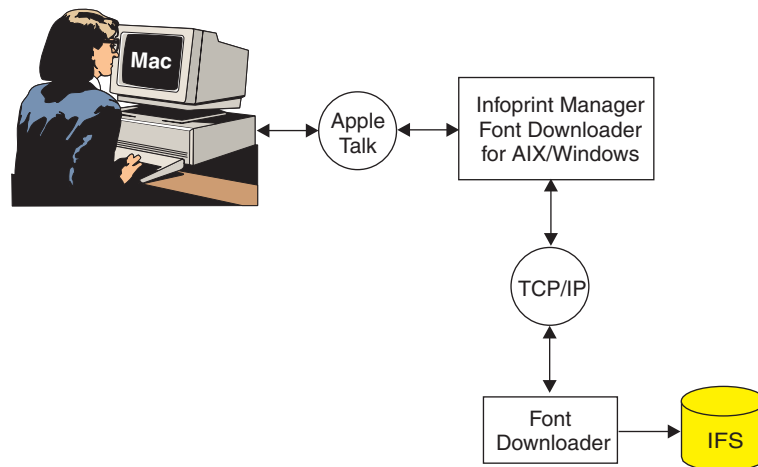 Mac
Apple
Talk
Infoprint Manager
Font Downloader
for AIX/Windows
TCP/IP
Font
Downloader
IFS